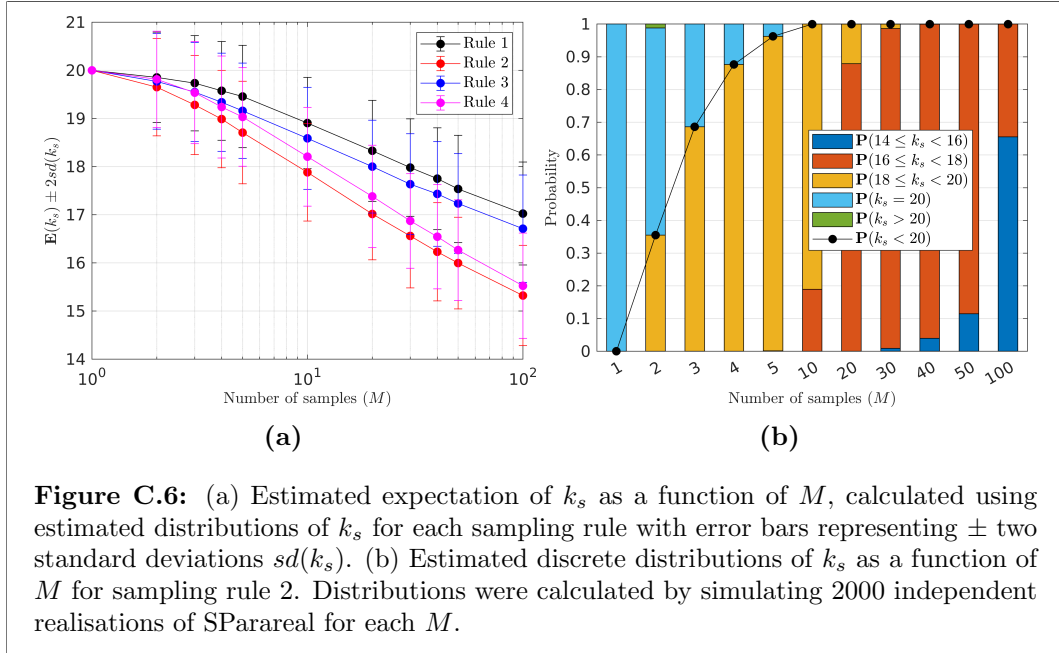 21
20
19
18
17
16
15
14
E(k_s) ± 2sd(k_s)
10^0
10^1
10^2
Number of samples (M)
Rule 1
Rule 2
Rule 3
Rule 4
(a)
1
0.9
0.8
0.7
0.6
0.5
0.4
0.3
0.2
0.1
0
Probability
P(14 ≤ k_s < 16)
P(16 ≤ k_s < 18)
P(18 ≤ k_s < 20)
P(k_s = 20)
P(k_s > 20)
P(k_s < 20)
1 2 3 4 5 10 20 30 40 50 100
Number of samples (M)
(b)
Figure C.6: (a) Estimated expectation of k_s as a function of M, calculated using
estimated distributions of k_s for each sampling rule with error bars representing ± two
standard deviations sd(k_s). (b) Estimated discrete distributions of k_s as a function of
M for sampling rule 2. Distributions were calculated by simulating 2000 independent
realisations of SParareal for each M.